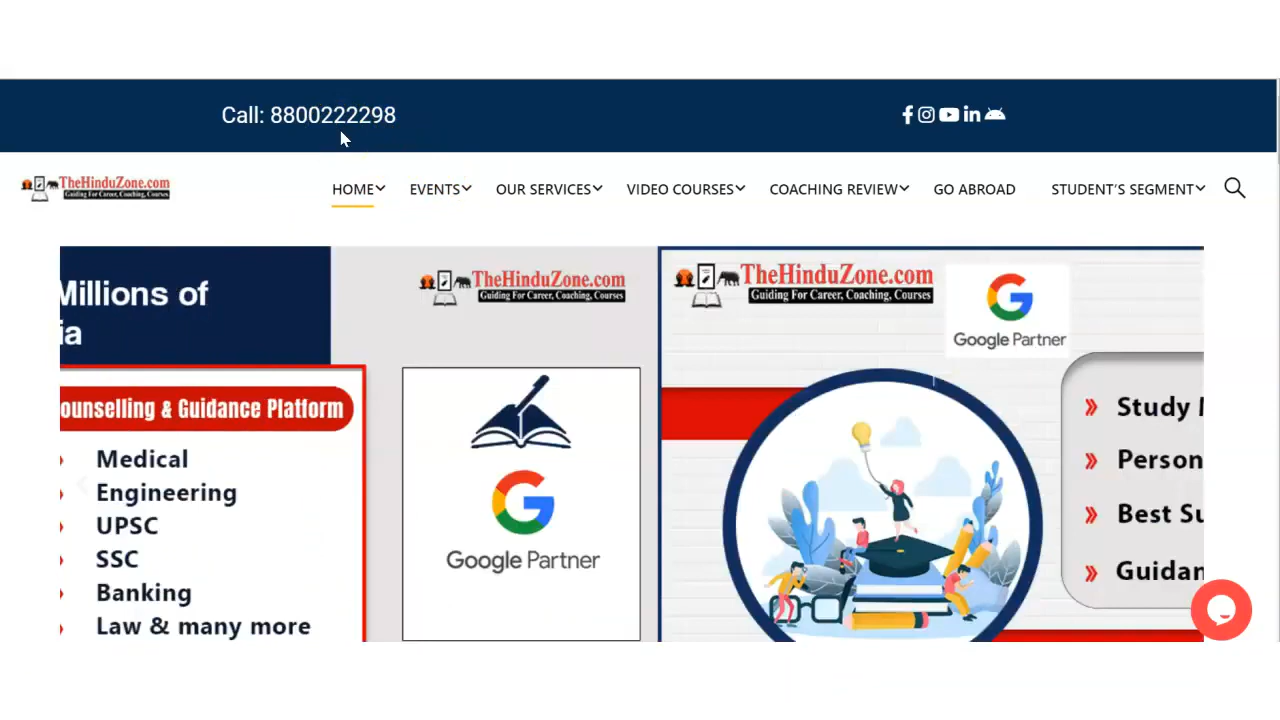 Call: 8800222298
TheHinduZone.com
Guiding For Career, Coaching, Courses
HOME EVENTS OUR SERVICES VIDEO COURSES COACHING REVIEW GO ABROAD STUDENT'S SEGMENT
Millions of
ia
ounselling & Guidance Platform
Medical
Engineering
UPSC
SSC
Banking
Law & many more
TheHinduZone.com
Guiding For Career, Coaching, Courses
Google Partner
TheHinduZone.com
Guiding For Career, Coaching, Courses
Google Partner
» Study
» Person
» Best Su
» Guidan